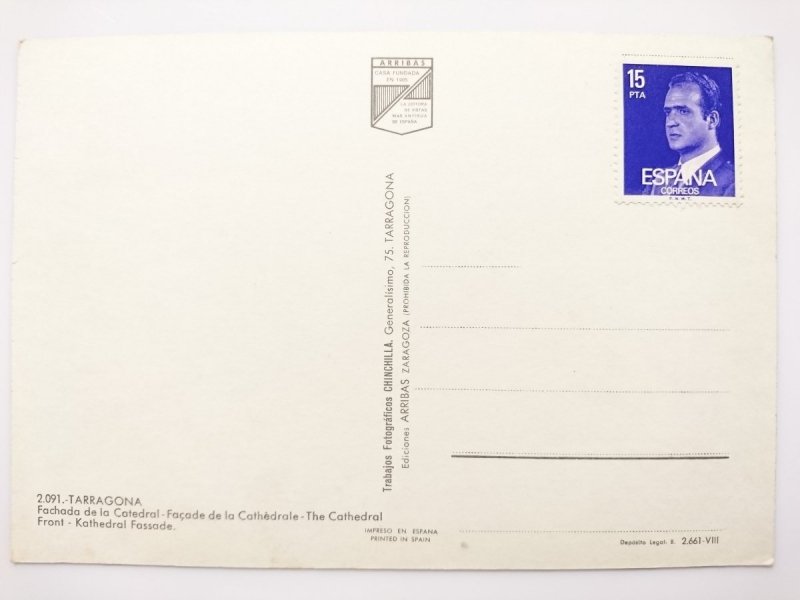 ARRIBAS
CASA FUNDADA
EN 1905
LA EDITORA
DE VISTAS
MAS ANTIGUA
DE ESPAÑA
15
PTA
ESPAÑA
CORREOS
F.N.M.T.
Trabajos Fotográficos CHINCHILLA. Generalísimo, 75. TARRAGONA
Ediciones ARRIBAS ZARAGOZA (PROHIBIDA LA REPRODUCCION)
2.091.-TARRAGONA
Fachada de la Catedral - Façade de la Cathédrale - The Cathedral
Front - Kathedral Fassade.
IMPRESO EN ESPAÑA
PRINTED IN SPAIN
Depósito Legal. B. 2.661-VIII